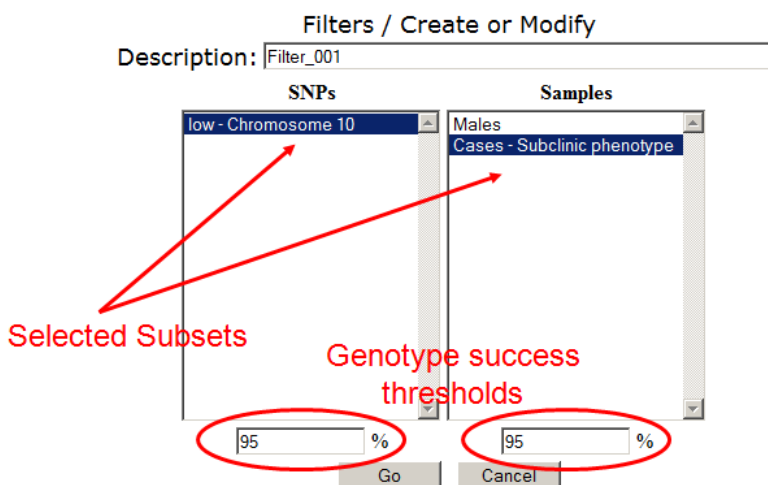 Filters / Create or Modify
Description: Filter_001
SNPs Samples
low - Chromosome 10 Males
Cases - Subclinic phenotype
Selected Subsets
Genotype success
thresholds
95 % 95 %
Go Cancel